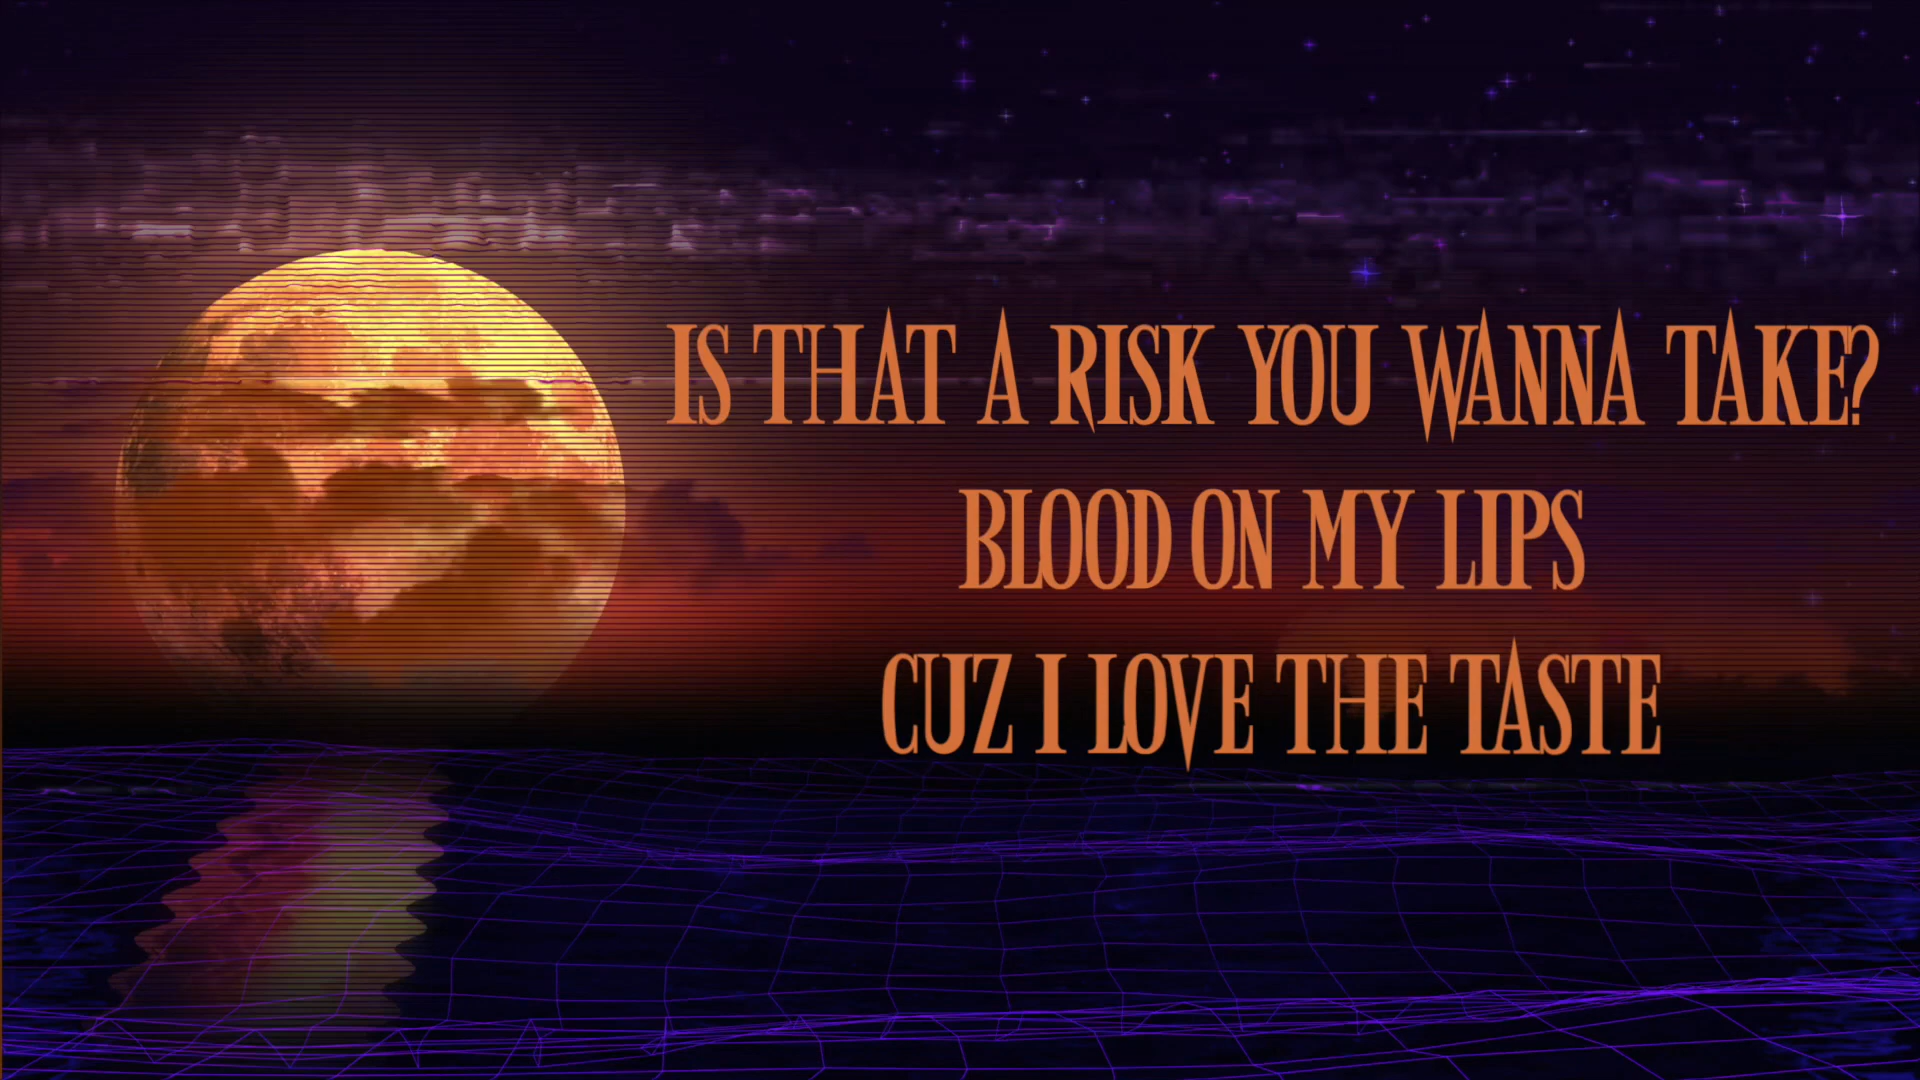 IS THAT A RISK YOU WANNA TAKE?
BLOOD ON MY LIPS
CUZ I LOVE THE TASTE